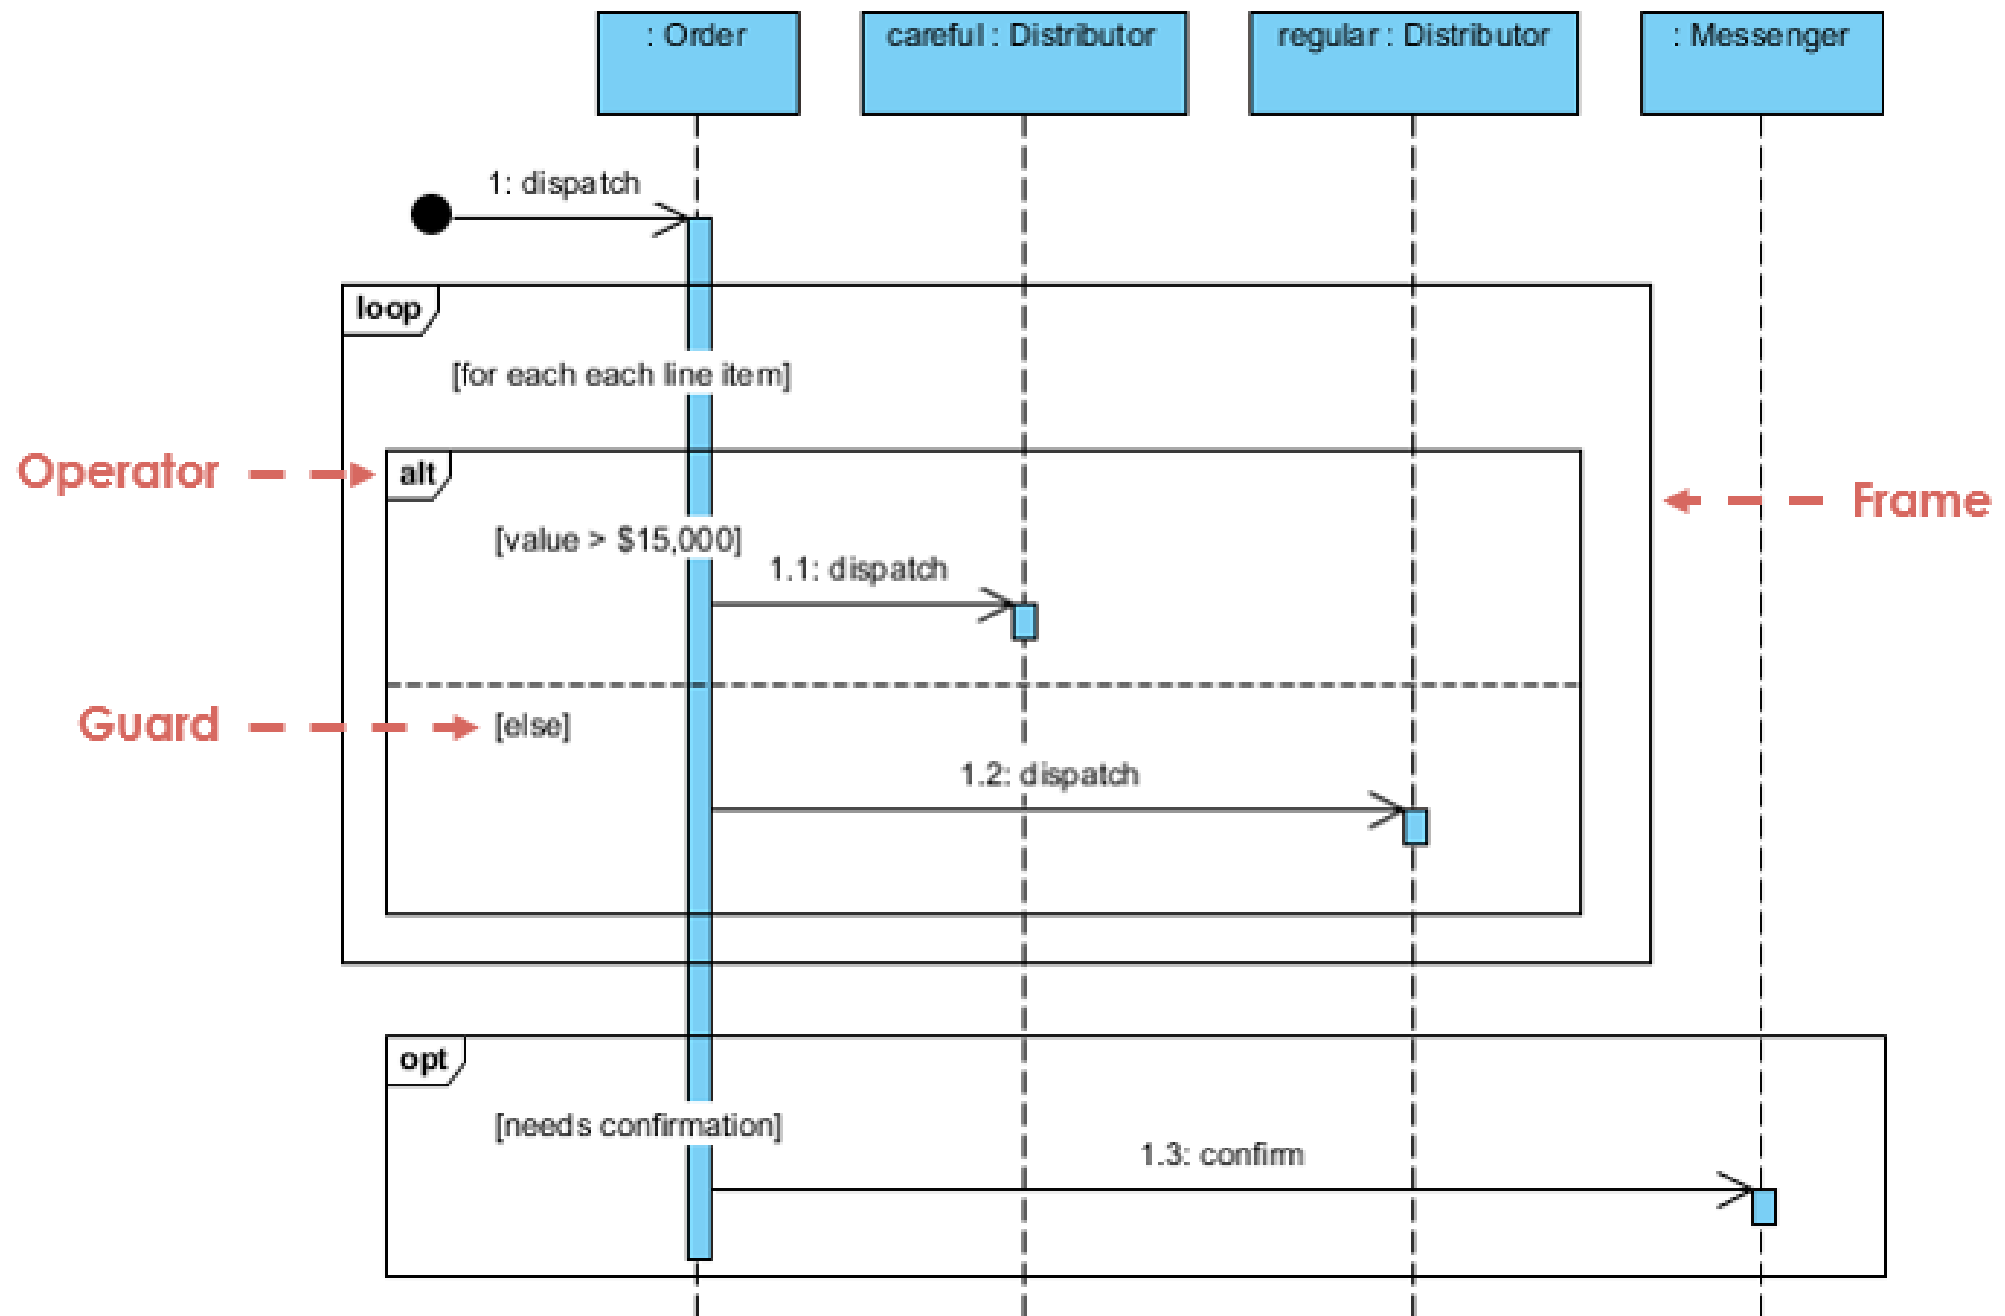 : Order
careful : Distributor
regular : Distributor
: Messenger
1: dispatch
loop
[for each each line item]
Operator
alt
Frame
[value > $15,000]
1.1: dispatch
Guard
[else]
1.2: dispatch
opt
[needs confirmation]
1.3: confirm